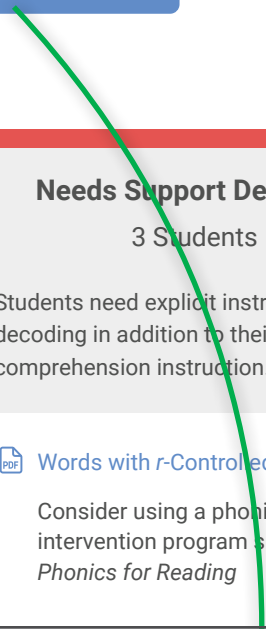 Needs Support De
3 Students
Students need explicit instr
decoding in addition to thei
comprehension instruction
PDF Words with r-Controlled
Consider using a phoni
intervention program s
Phonics for Reading